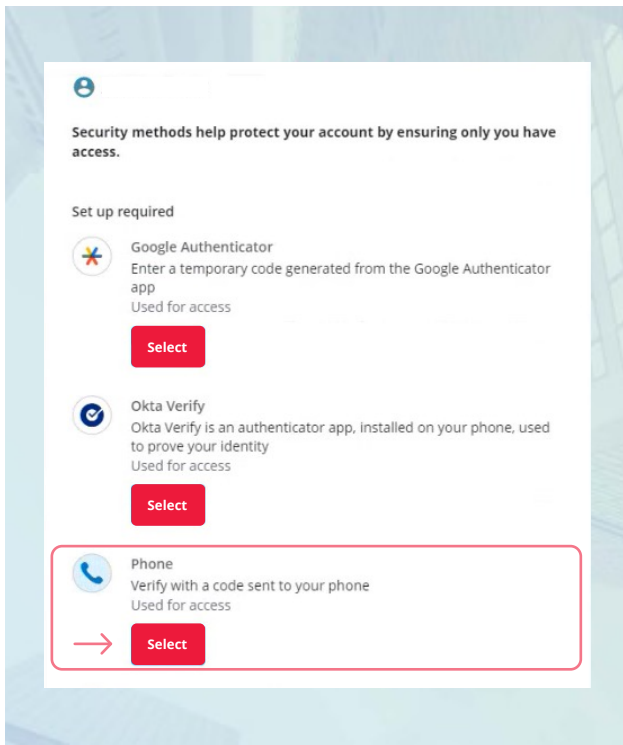 Security methods help protect your account by ensuring only you have
access.
Set up required
Google Authenticator
Enter a temporary code generated from the Google Authenticator
app
Used for access
Select
Okta Verify
Okta Verify is an authenticator app, installed on your phone, used
to prove your identity
Used for access
Select
Phone
Verify with a code sent to your phone
Used for access
Select